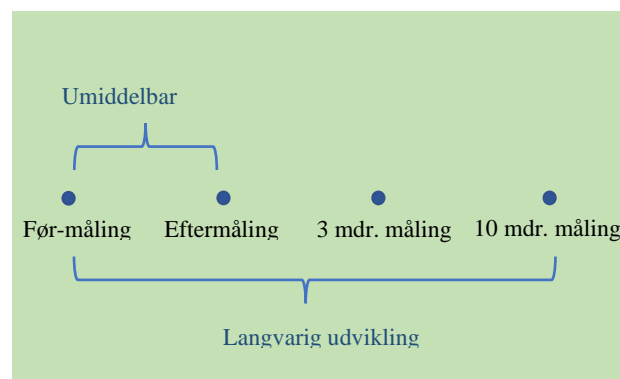 Umiddelbar
Før-måling Eftermåling 3 mdr. måling 10 mdr. måling
Langvarig udvikling